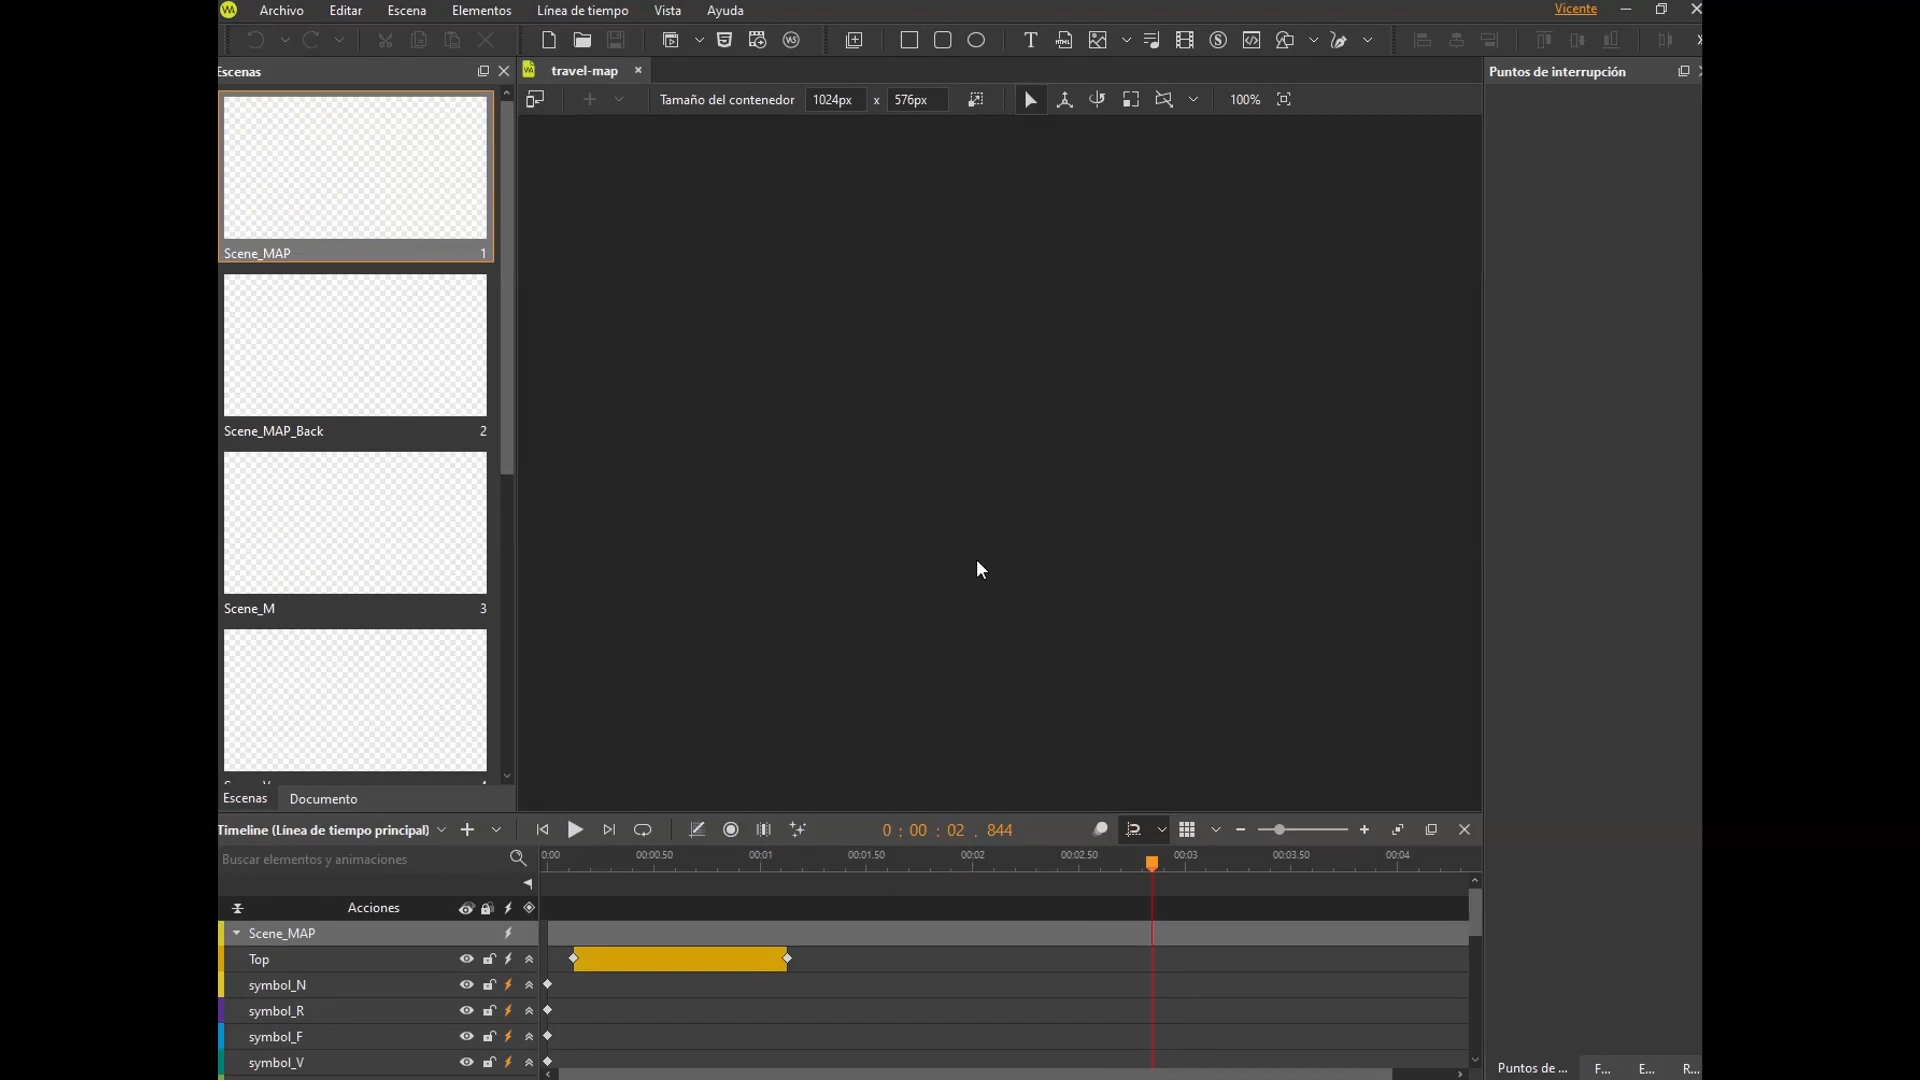 Archivo Editar Escena Elementos Línea de tiempo Vista Ayuda Vicente
Escenas
travel-map
Puntos de interrupción
Tamaño del contenedor 1024px x 576px 100%
Scene_MAP 1
Scene_MAP_Back 2
Scene_M 3
Escenas Documento
Timeline (Línea de tiempo principal) 0 : 00 : 02 . 844
Buscar elementos y animaciones
0:00 00:00.50 00:01 00:01.50 00:02 00:02.50 00:03 00:03.50 00:04
Acciones
Scene_MAP
Top
symbol_N
symbol_R
symbol_F
symbol_V
Puntos de ... F... E... R...